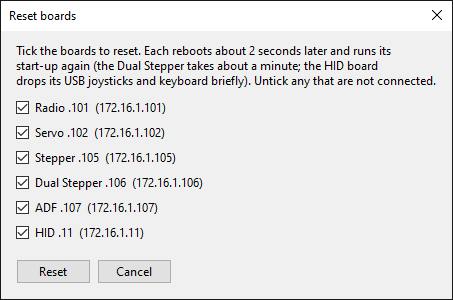 Reset boards
Tick the boards to reset. Each reboots about 2 seconds later and runs its
start-up again (the Dual Stepper takes about a minute; the HID board
drops its USB joysticks and keyboard briefly). Untick any that are not connected.
Radio .101 (172.16.1.101)
Servo .102 (172.16.1.102)
Stepper .105 (172.16.1.105)
Dual Stepper .106 (172.16.1.106)
ADF .107 (172.16.1.107)
HID .11 (172.16.1.11)
Reset
Cancel